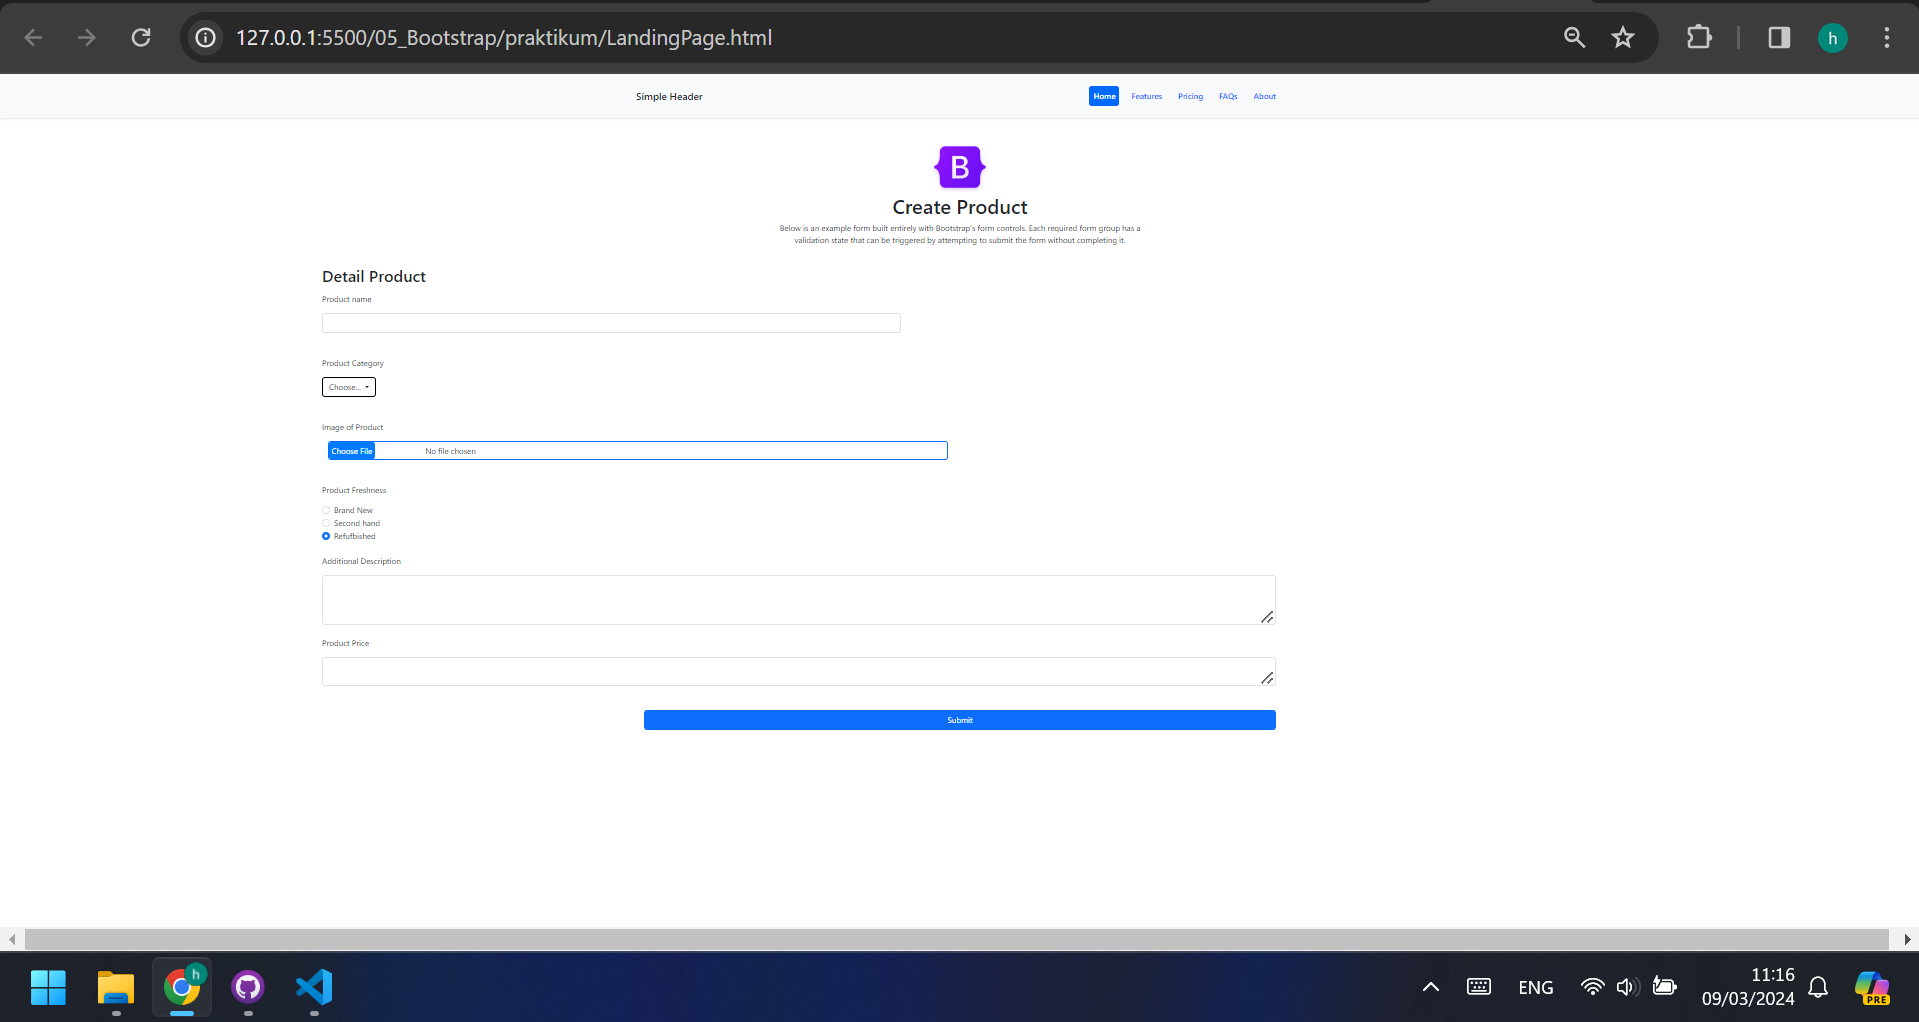 127.0.0.1:5500/05_Bootstrap/praktikum/LandingPage.html
h
Simple Header
Home Features Pricing FAQs About
B
Create Product
Below is an example form built entirely with Bootstrap's form controls. Each required form group has a
validation state that can be triggered by attempting to submit the form without completing it.
Detail Product
Product name
Product Category
Choose...
Image of Product
Choose File No file chosen
Product Freshness
Brand New
Second hand
Refufbished
Additional Description
Product Price
Submit
h
ENG
11:16
09/03/2024
PRE